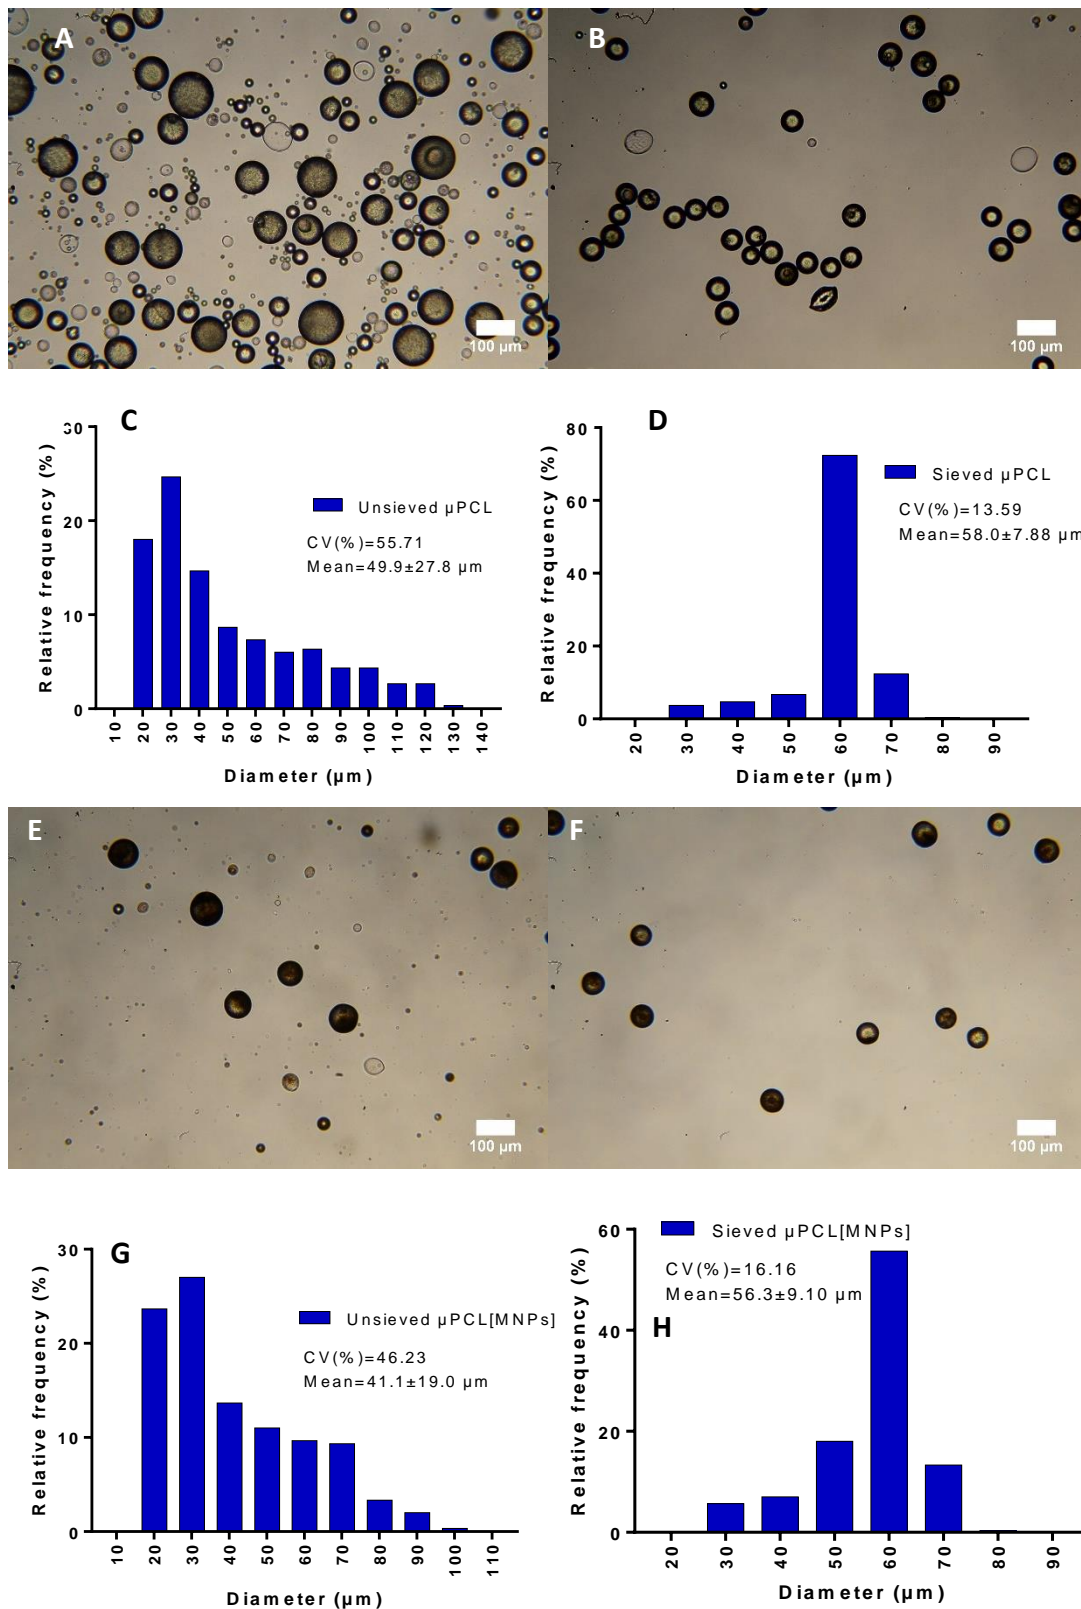 A
B
100 µm
100 µm
C
D
Relative frequency (%)
30
20
10
0
Unsieved µPCL
CV(%)=55.71
Mean=49.9±27.8 µm
10 20 30 40 50 60 70 80 90 100 110 120 130 140
Diameter (µm)
Relative frequency (%)
80
60
40
20
0
Sieved µPCL
CV(%)=13.59
Mean=58.0±7.88 µm
20 30 40 50 60 70 80 90
Diameter (µm)
E
F
100 µm
100 µm
G
Relative frequency (%)
30
20
10
0
Unsieved µPCL[MNPs]
CV(%)=46.23
Mean=41.1±19.0 µm
10 20 30 40 50 60 70 80 90 100 110
Diameter (µm)
H
Relative frequency (%)
60
40
20
0
Sieved µPCL[MNPs]
CV(%)=16.16
Mean=56.3±9.10 µm
20 30 40 50 60 70 80 90
Diameter (µm)